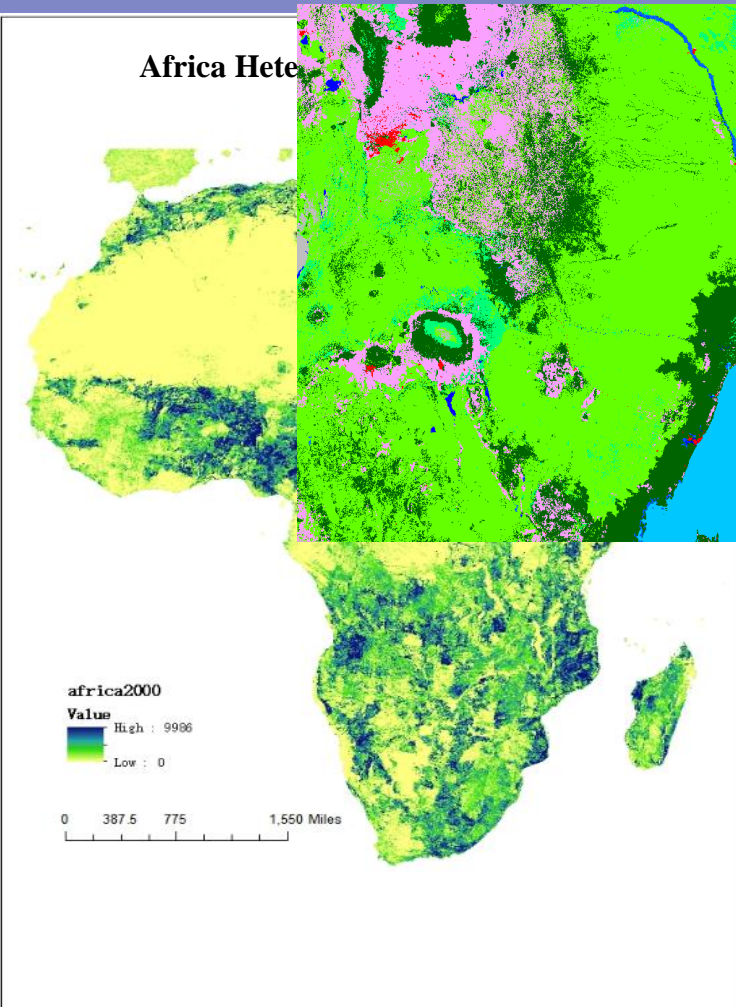 Africa Hete
africa2000
Value
High : 9986
Low : 0
0 387.5 775 1,550 Miles